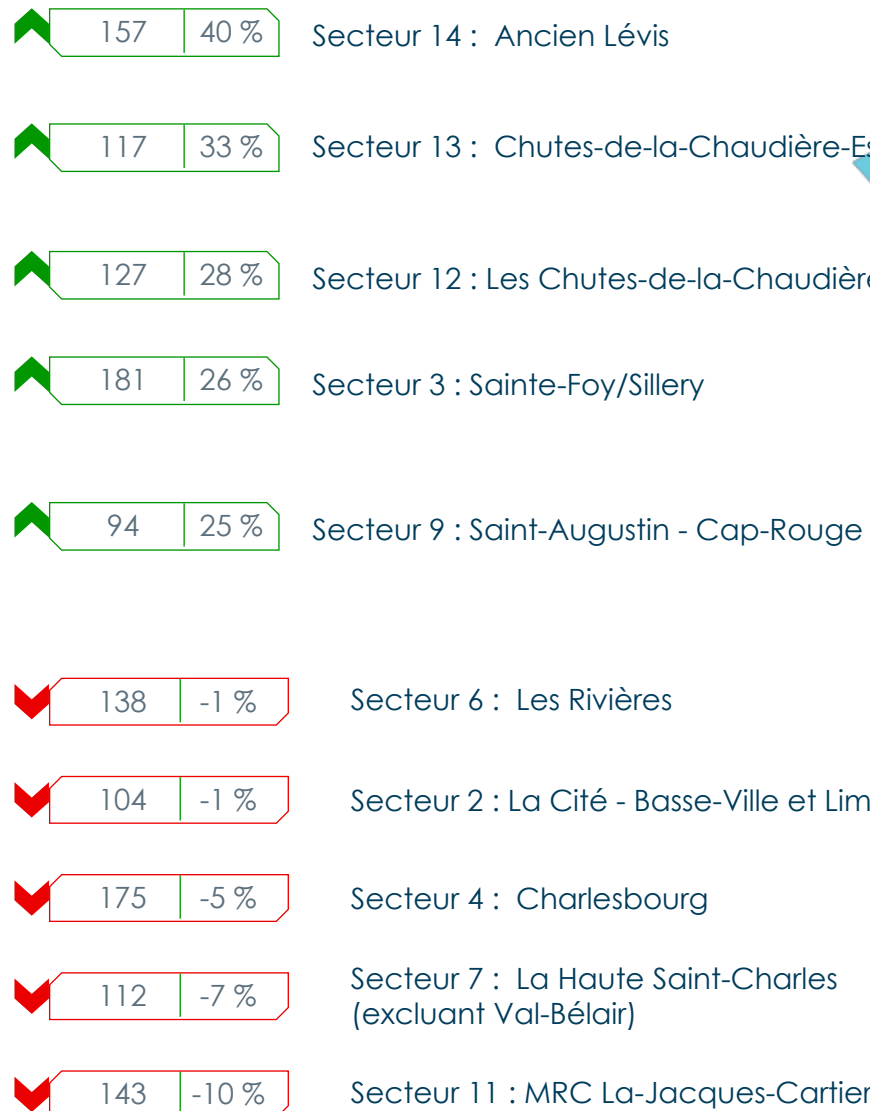 157 40 % Secteur 14 : Ancien Lévis
117 33 % Secteur 13 : Chutes-de-la-Chaudière-Es
127 28 % Secteur 12 : Les Chutes-de-la-Chaudière
181 26 % Secteur 3 : Sainte-Foy/Sillery
94 25 % Secteur 9 : Saint-Augustin - Cap-Rouge
138 -1 % Secteur 6 : Les Rivières
104 -1 % Secteur 2 : La Cité - Basse-Ville et Lim
175 -5 % Secteur 4 : Charlesbourg
112 -7 % Secteur 7 : La Haute Saint-Charles
(excluant Val-Bélair)
143 -10 % Secteur 11 : MRC La-Jacques-Cartier